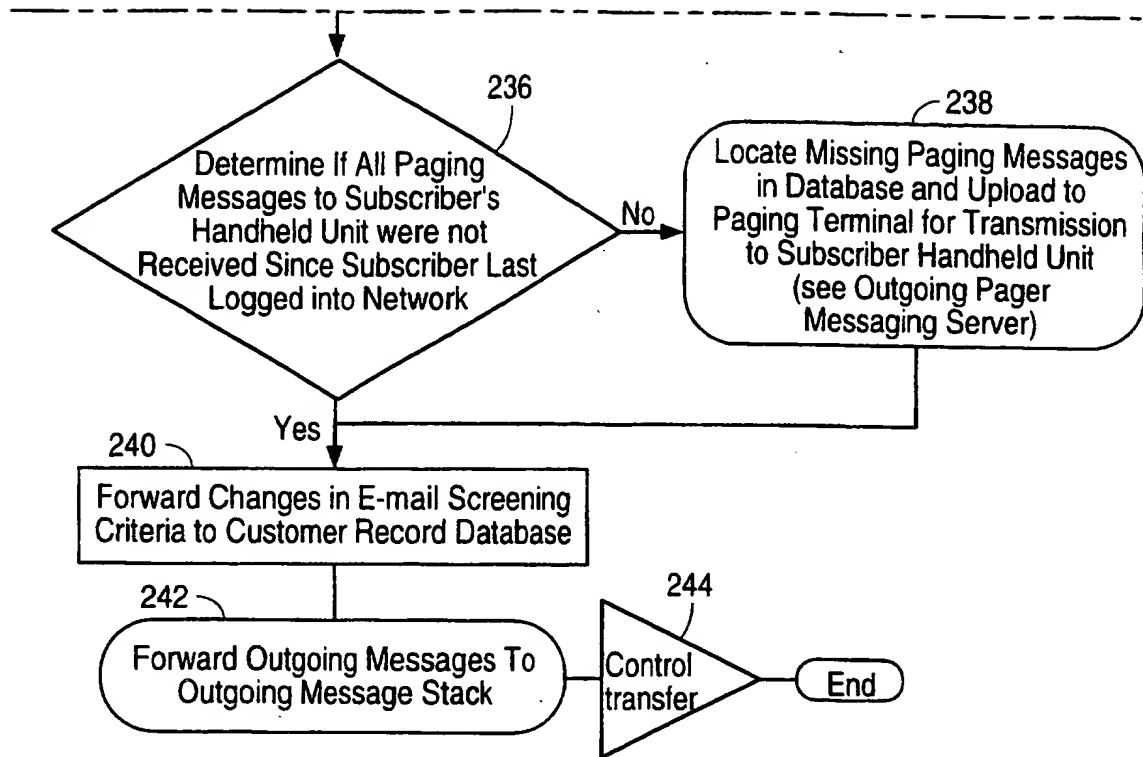 236
Determine If All Paging
Messages to Subscriber's
Handheld Unit were not
Received Since Subscriber Last
Logged into Network
No
238
Locate Missing Paging Messages
in Database and Upload to
Paging Terminal for Transmission
to Subscriber Handheld Unit
(see Outgoing Pager
Messaging Server)
Yes
240
Forward Changes in E-mail Screening
Criteria to Customer Record Database
242
Forward Outgoing Messages To
Outgoing Message Stack
244
Control
transfer
End